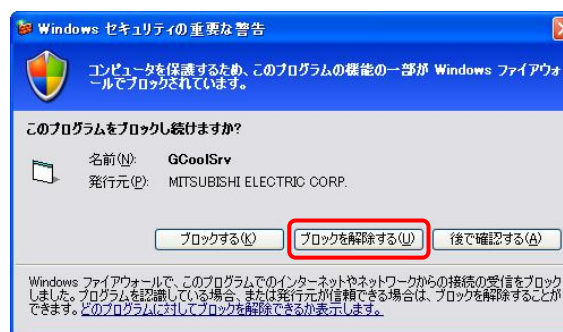 Windows セキュリティの重要な警告
コンピュータを保護するため、このプログラムの機能の一部が Windows ファイアウォ
ールでブロックされています。
このプログラムをブロックし続けますか?
名前(N): GCoolSrv
発行元(P): MITSUBISHI ELECTRIC CORP.
ブロックする(K) ブロックを解除する(U) 後で確認する(A)
Windows ファイアウォールで、このプログラムでのインターネットやネットワークからの接続の受信をブロック
しました。プログラムを認識している場合、または発行元が信頼できる場合は、ブロックを解除することが
できます。どのプログラムに対してブロックを解除できるか表示します。